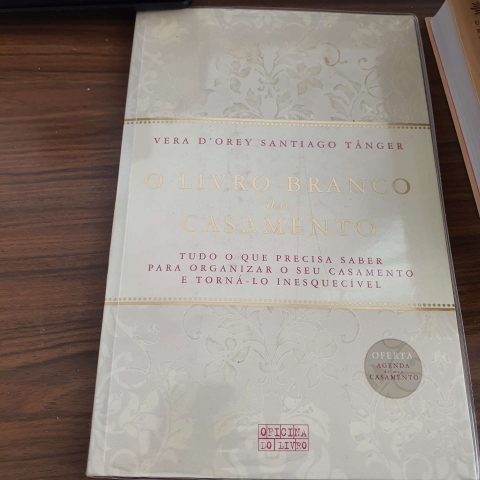 VERA D'OREY SANTIAGO TÂNGER
O LIVRO BRANCO
do
CASAMENTO
TUDO O QUE PRECISA SABER
PARA ORGANIZAR O SEU CASAMENTO
E TORNÁ-LO INESQUECÍVEL
OFERTA
AGENDA
CASAMENTO
OFICINA
DO LIVRO